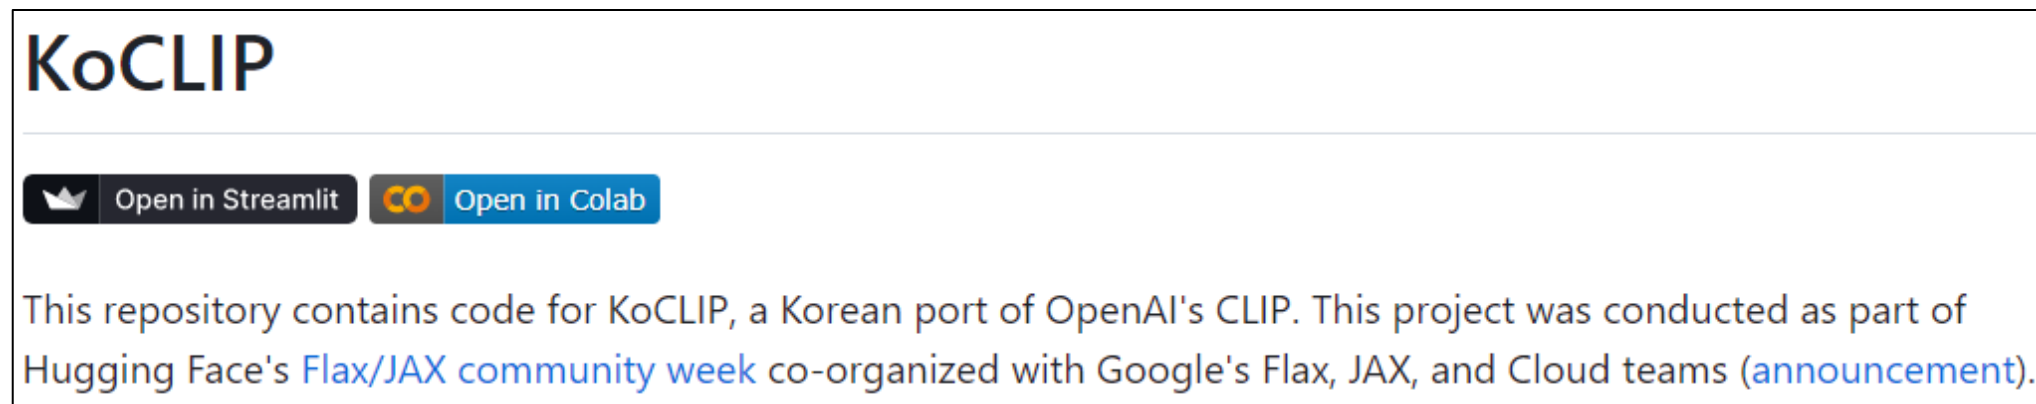 KoCLIP
Open in Streamlit
Open in Colab
This repository contains code for KoCLIP, a Korean port of OpenAI's CLIP. This project was conducted as part of
Hugging Face's Flax/JAX community week co-organized with Google's Flax, JAX, and Cloud teams (announcement).